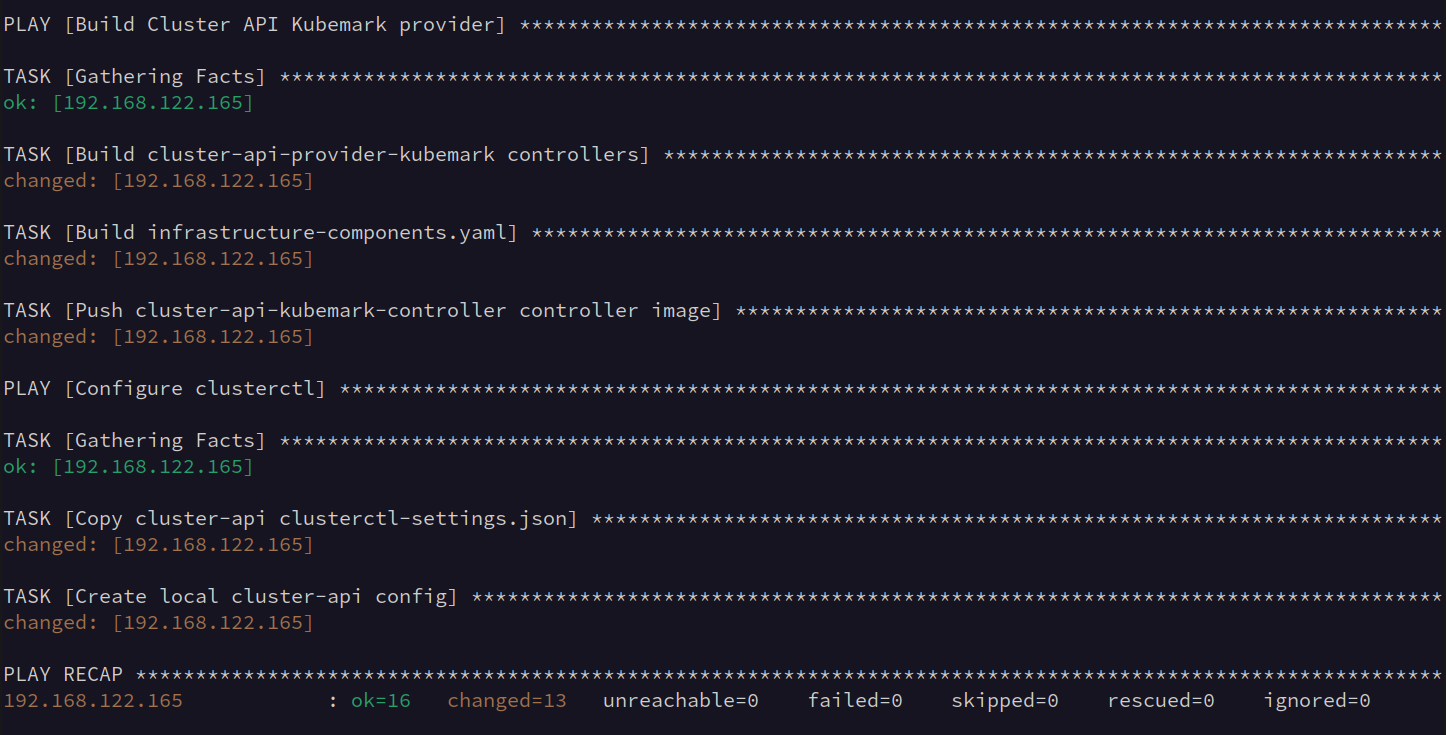 PLAY [Build Cluster API Kubemark provider] *****************************************************************************
TASK [Gathering Facts] *************************************************************************************************
ok: [192.168.122.165]
TASK [Build cluster-api-provider-kubemark controllers] *****************************************************************
changed: [192.168.122.165]
TASK [Build infrastructure-components.yaml] ****************************************************************************
changed: [192.168.122.165]
TASK [Push cluster-api-kubemark-controller controller image] ***********************************************************
changed: [192.168.122.165]
PLAY [Configure clusterctl] ********************************************************************************************
TASK [Gathering Facts] *************************************************************************************************
ok: [192.168.122.165]
TASK [Copy cluster-api clusterctl-settings.json] ***********************************************************************
changed: [192.168.122.165]
TASK [Create local cluster-api config] *********************************************************************************
changed: [192.168.122.165]
PLAY RECAP *************************************************************************************************************
192.168.122.165            : ok=16   changed=13   unreachable=0    failed=0    skipped=0    rescued=0    ignored=0